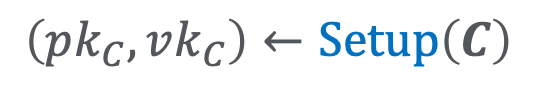 (pk_C, vk_C) ← Setup(C)